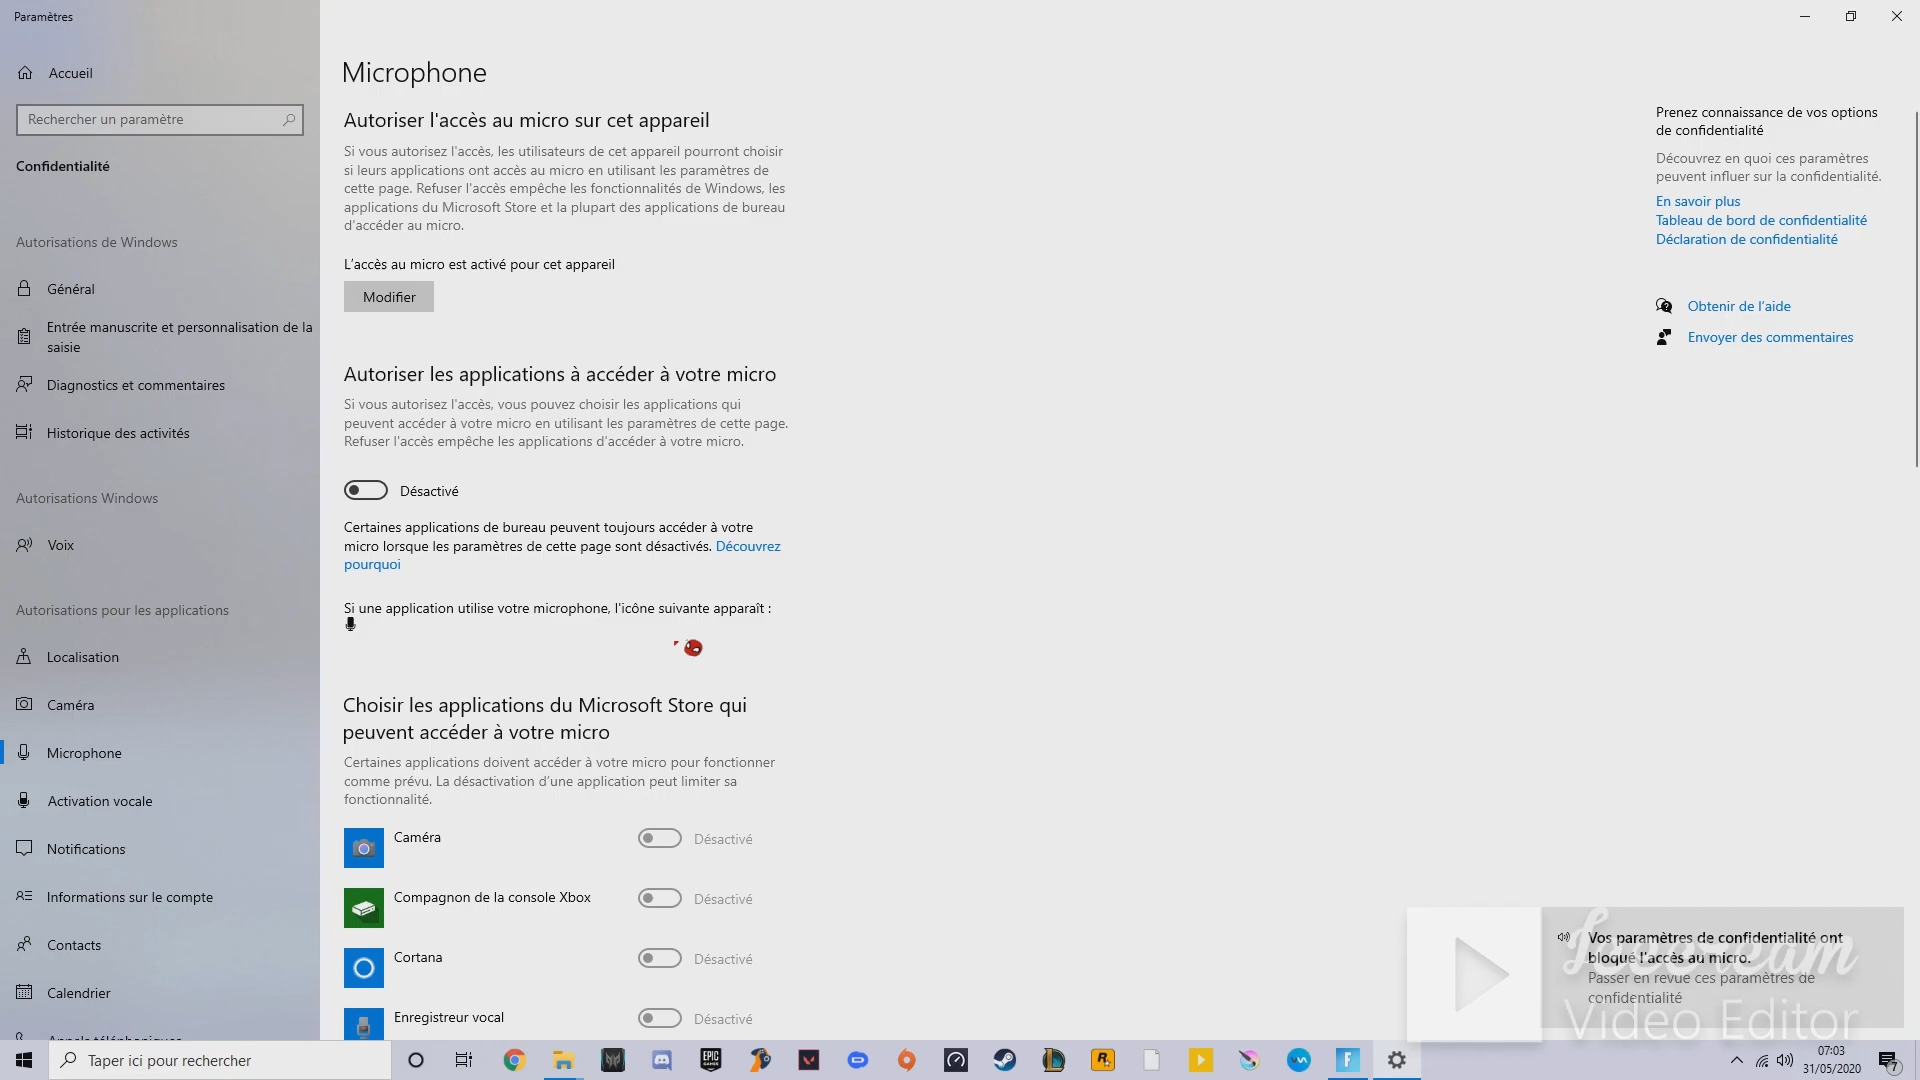 Paramètres
Accueil
Rechercher un paramètre
Confidentialité
Autorisations de Windows
Général
Entrée manuscrite et personnalisation de la
saisie
Diagnostics et commentaires
Historique des activités
Autorisations Windows
Voix
Autorisations pour les applications
Localisation
Caméra
Microphone
Activation vocale
Notifications
Informations sur le compte
Contacts
Calendrier
Microphone
Autoriser l'accès au micro sur cet appareil
Si vous autorisez l'accès, les utilisateurs de cet appareil pourront choisir
si leurs applications ont accès au micro en utilisant les paramètres de
cette page. Refuser l'accès empêche les fonctionnalités de Windows, les
applications du Microsoft Store et la plupart des applications de bureau
d'accéder au micro.
L'accès au micro est activé pour cet appareil
Modifier
Autoriser les applications à accéder à votre micro
Si vous autorisez l'accès, vous pouvez choisir les applications qui
peuvent accéder à votre micro en utilisant les paramètres de cette page.
Refuser l'accès empêche les applications d'accéder à votre micro.
Désactivé
Certaines applications de bureau peuvent toujours accéder à votre
micro lorsque les paramètres de cette page sont désactivés. Découvrez
pourquoi
Si une application utilise votre microphone, l'icône suivante apparaît :
Choisir les applications du Microsoft Store qui
peuvent accéder à votre micro
Certaines applications doivent accéder à votre micro pour fonctionner
comme prévu. La désactivation d'une application peut limiter sa
fonctionnalité.
Caméra Désactivé
Compagnon de la console Xbox Désactivé
Cortana Désactivé
Enregistreur vocal Désactivé
Prenez connaissance de vos options
de confidentialité
Découvrez en quoi ces paramètres
peuvent influer sur la confidentialité.
En savoir plus
Tableau de bord de confidentialité
Déclaration de confidentialité
Obtenir de l'aide
Envoyer des commentaires
Vos paramètres de confidentialité ont
bloqué l'accès au micro.
Passer en revue ces paramètres de
confidentialité
Icecream
Video Editor
Taper ici pour rechercher
EPIC
GAMES
07:03
31/05/2020
7